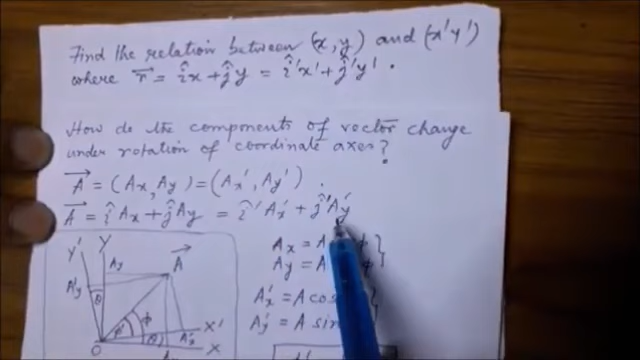 Find the relation between (x, y) and (x'y')
where r⃗ = îx + ĵy = î'x' + ĵ'y' .
How do the components of vector change
under rotation of coordinate axes?
A⃗ = (Ax, Ay) = (Ax', Ay') .
A⃗ = îAx + ĵAy = î'Ax' + ĵ'Ay'
Y' Y
Ay
A⃗
A'y
θ
φ' φ
X'
θ
A'x
O
X
Ax = A
Ay = A
Ax' = A cos
Ay' = A sin